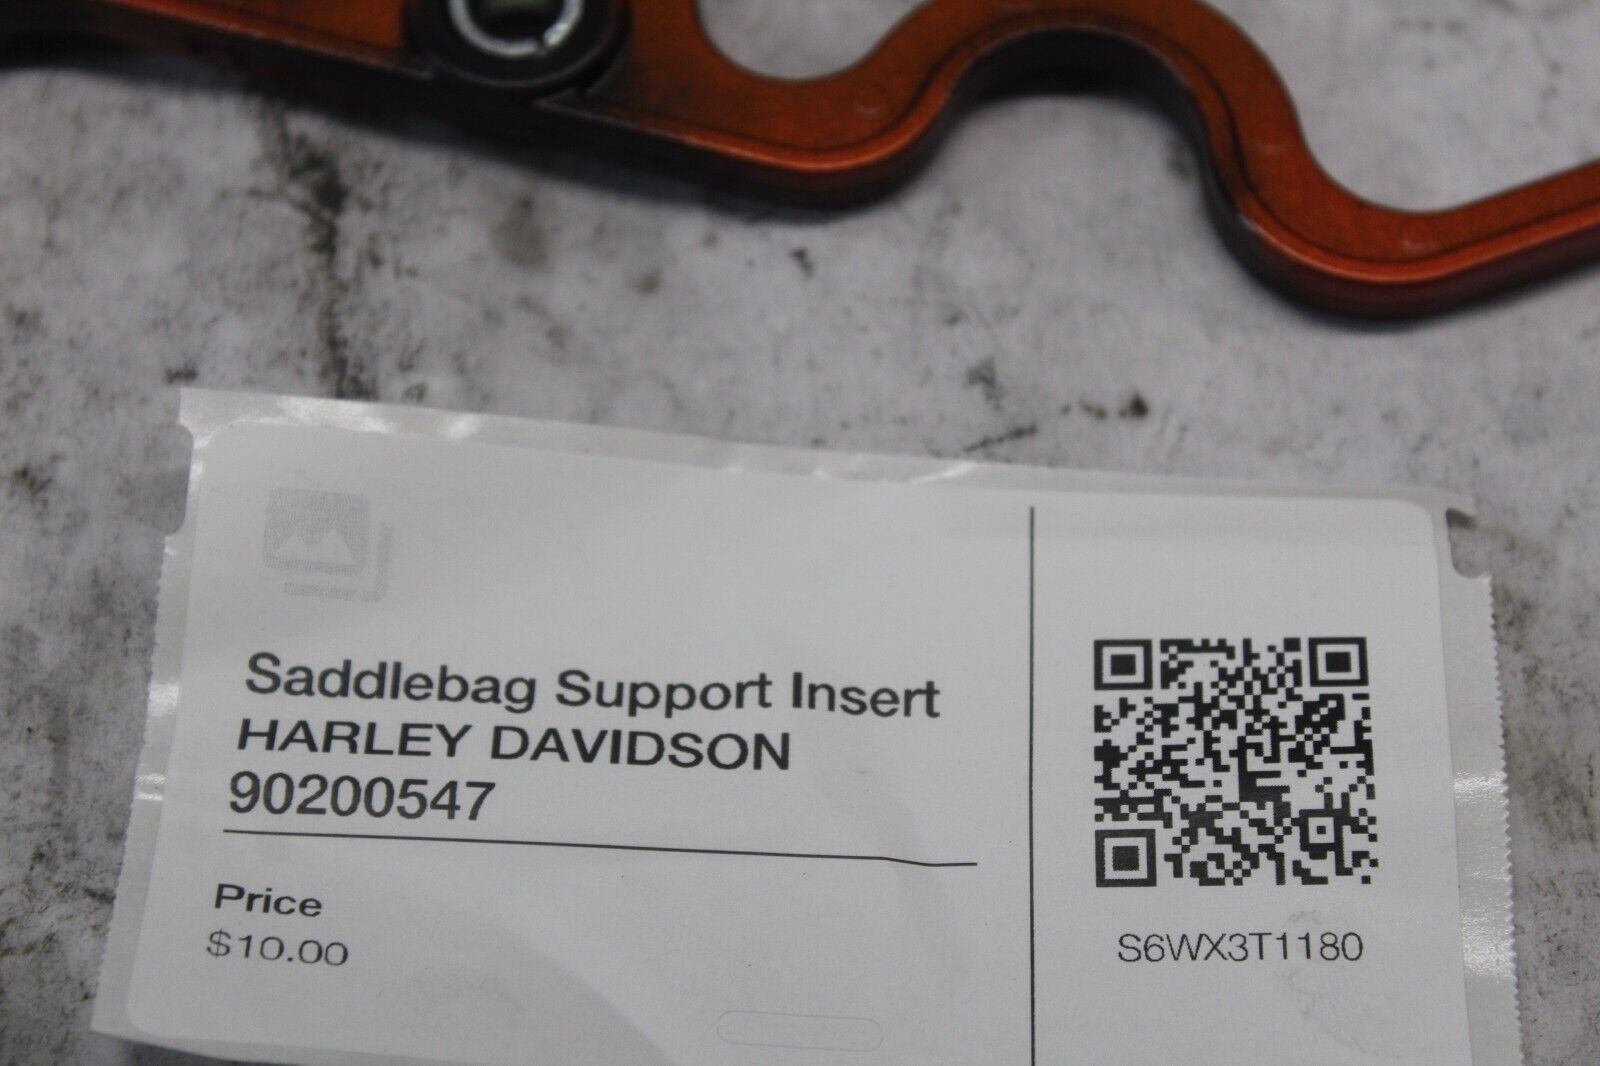 Saddlebag Support Insert
HARLEY DAVIDSON
90200547
Price
$10.00
S6WX3T1180